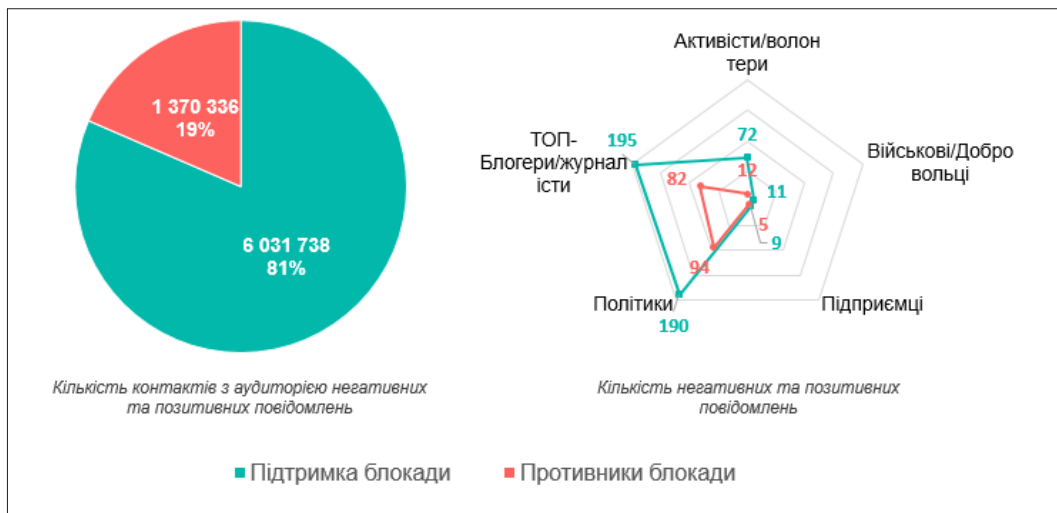 1 370 336
19%
6 031 738
81%
Кількість контактів з аудиторією негативних
та позитивних повідомлень
Активісти/волон
тери
72
12
Військові/Добро
вольці
11
5
9
Підприємці
Політики
94
190
ТОП-
Блогери/журнал
істи
195
82
Кількість негативних та позитивних
повідомлень
Підтримка блокади
Противники блокади